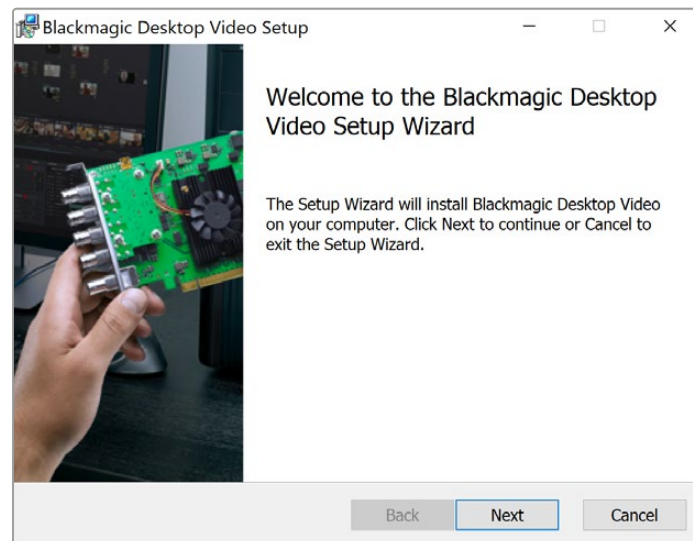 Blackmagic Desktop Video Setup
Welcome to the Blackmagic Desktop
Video Setup Wizard
The Setup Wizard will install Blackmagic Desktop Video
on your computer. Click Next to continue or Cancel to
exit the Setup Wizard.
Back Next Cancel